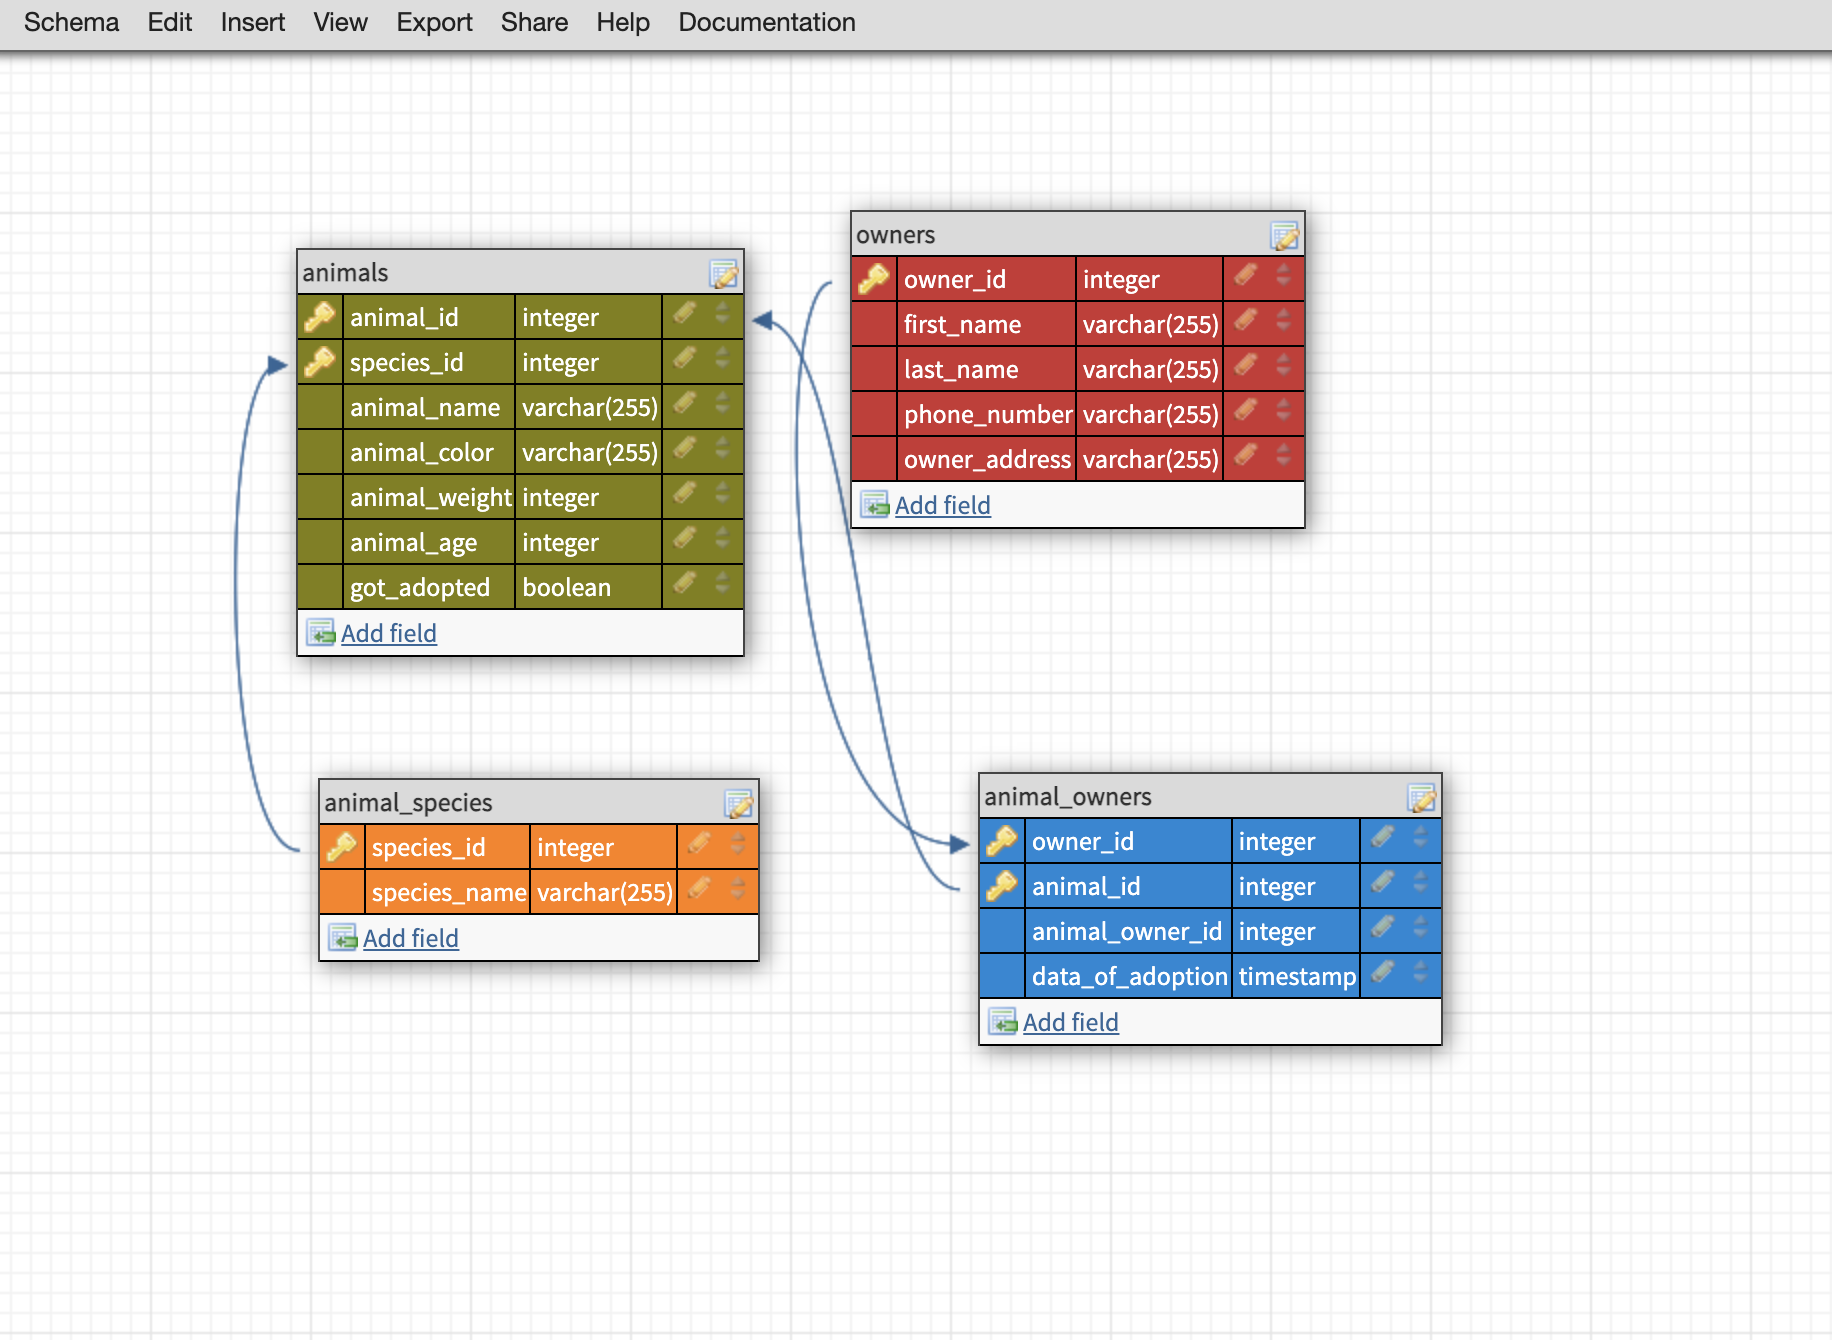 Schema Edit Insert View Export Share Help Documentation
animals
animal_id integer
species_id integer
animal_name varchar(255)
animal_color varchar(255)
animal_weight integer
animal_age integer
got_adopted boolean
Add field
owners
owner_id integer
first_name varchar(255)
last_name varchar(255)
phone_number varchar(255)
owner_address varchar(255)
Add field
animal_species
species_id integer
species_name varchar(255)
Add field
animal_owners
owner_id integer
animal_id integer
animal_owner_id integer
data_of_adoption timestamp
Add field